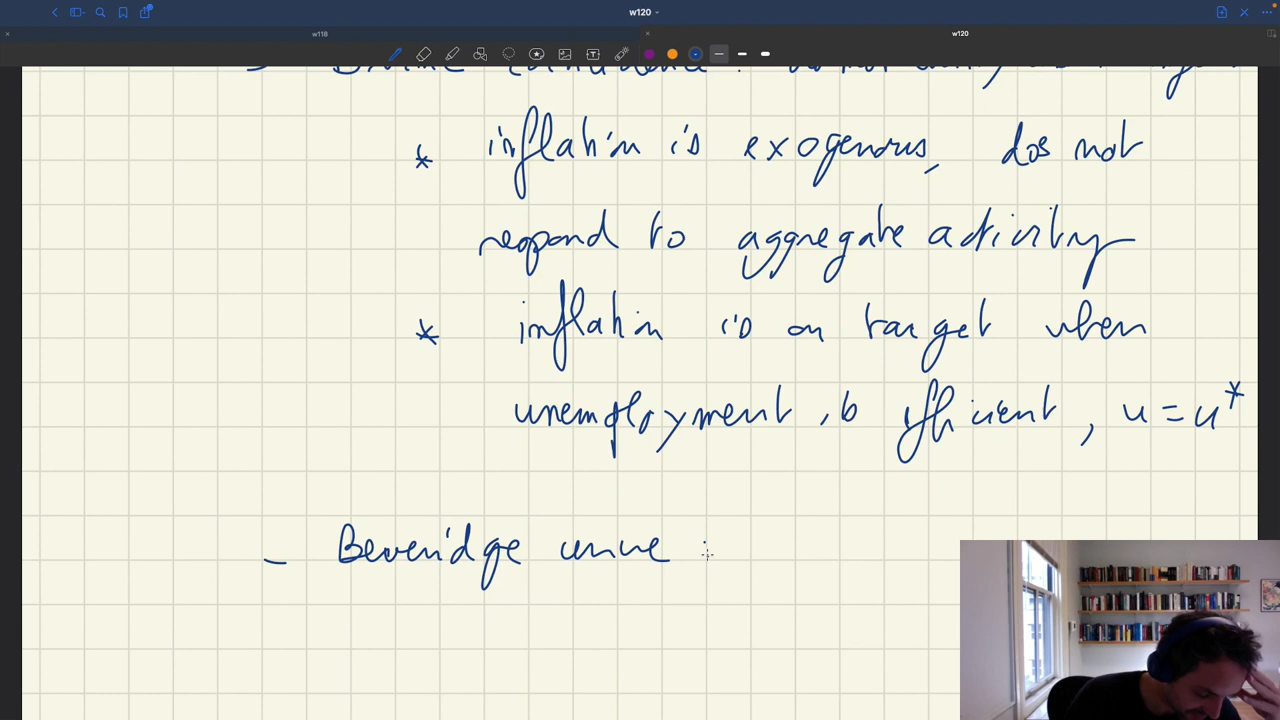 w120
w118
w120
* inflation is exogenous, does not
respond to aggregate activity
* inflation is on target when
unemployment is efficient, u = u*
– Beveridge curve :